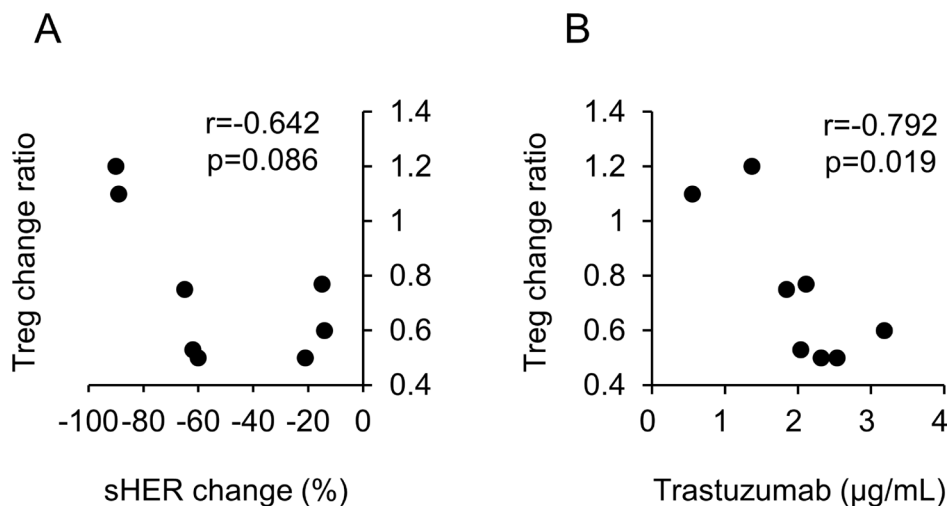 A
r=-0.642
p=0.086
Treg change ratio
1.4
1.2
1
0.8
0.6
0.4
-100 -80 -60 -40 -20 0
sHER change (%)
B
r=-0.792
p=0.019
Treg change ratio
1.4
1.2
1
0.8
0.6
0.4
0 1 2 3 4
Trastuzumab (μg/mL)